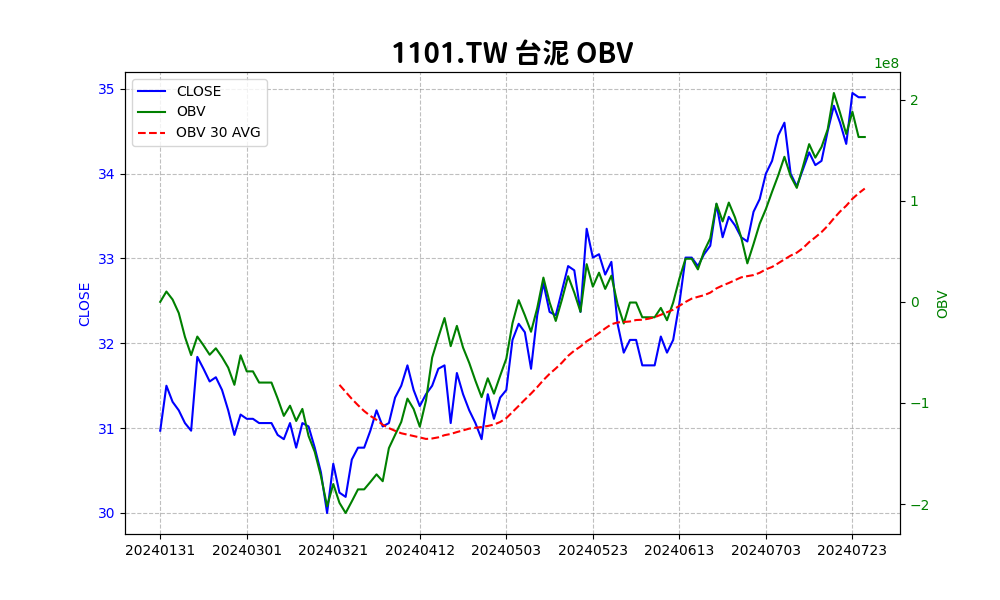 1101.TW 台泥 OBV
1e8
CLOSE
OBV
OBV 30 AVG
35
34
33
32
31
30
CLOSE
2
1
0
−1
−2
OBV
20240131 20240301 20240321 20240412 20240503 20240523 20240613 20240703 20240723